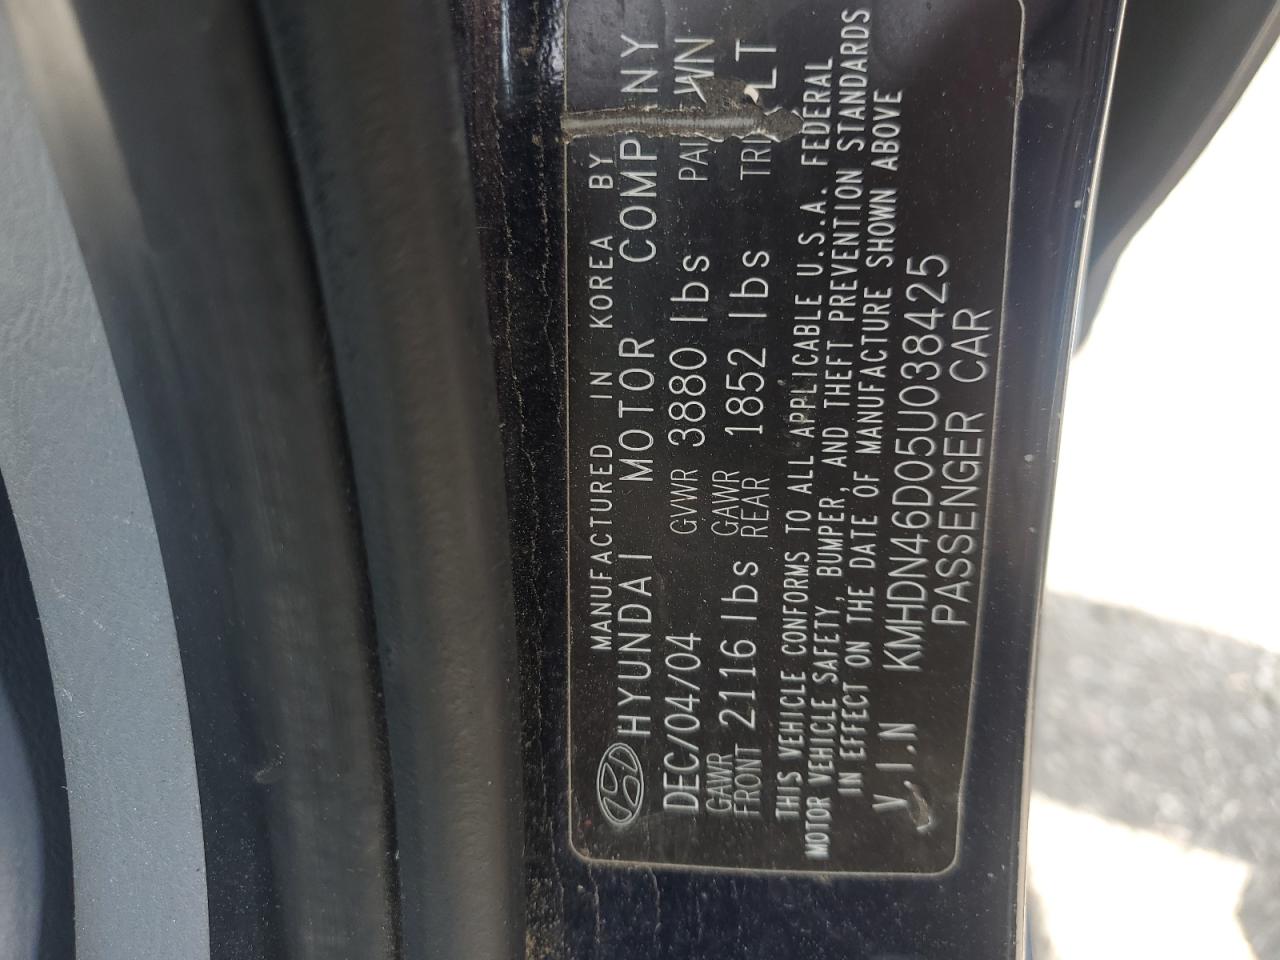 MANUFACTURED IN KOREA BY
HYUNDAI MOTOR COMPANY
DEC/04/04 GVWR 3880 lbs WN
GAWR FRONT 2116 lbs GAWR REAR 1852 lbs LT
THIS VEHICLE CONFORMS TO ALL APPLICABLE U.S.A. FEDERAL
MOTOR VEHICLE SAFETY, BUMPER, AND THEFT PREVENTION STANDARDS
IN EFFECT ON THE DATE OF MANUFACTURE SHOWN ABOVE
V.I.N KMHDN46D05U038425
PASSENGER CAR